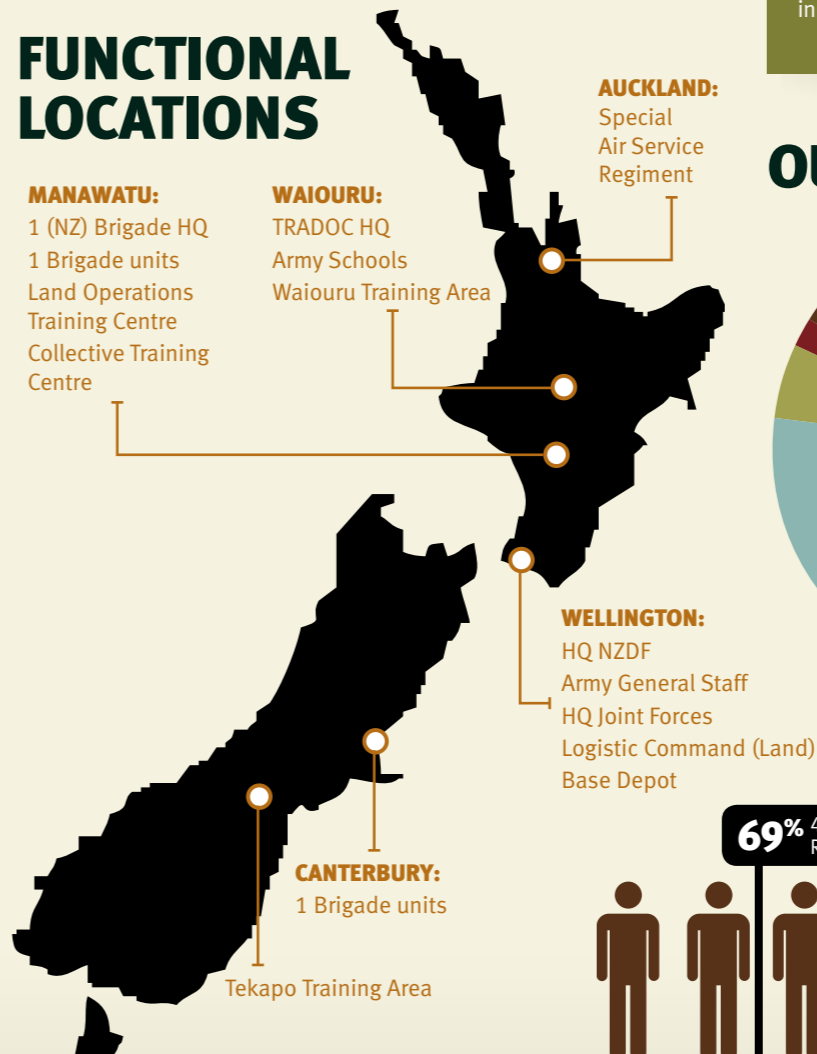 in
FUNCTIONAL
LOCATIONS
OU
AUCKLAND:
Special
Air Service
Regiment
MANAWATU:
1 (NZ) Brigade HQ
1 Brigade units
Land Operations
Training Centre
Collective Training
Centre
WAIOURU:
TRADOC HQ
Army Schools
Waiouru Training Area
WELLINGTON:
HQ NZDF
Army General Staff
HQ Joint Forces
Logistic Command (Land)
Base Depot
CANTERBURY:
1 Brigade units
Tekapo Training Area
69%